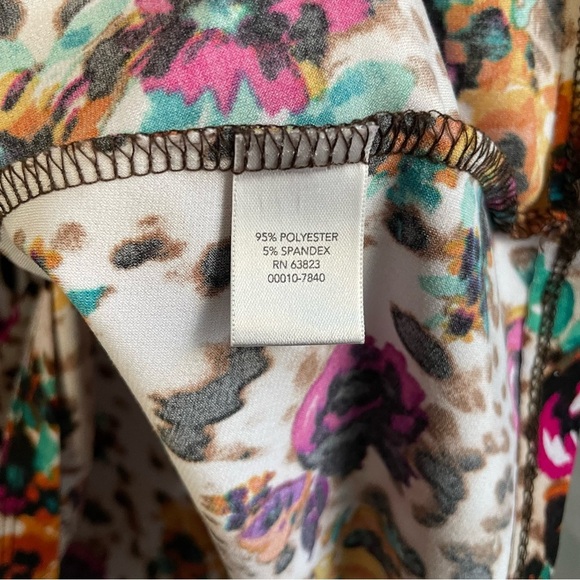 95% POLYESTER
5% SPANDEX
RN 63823
00010-7840